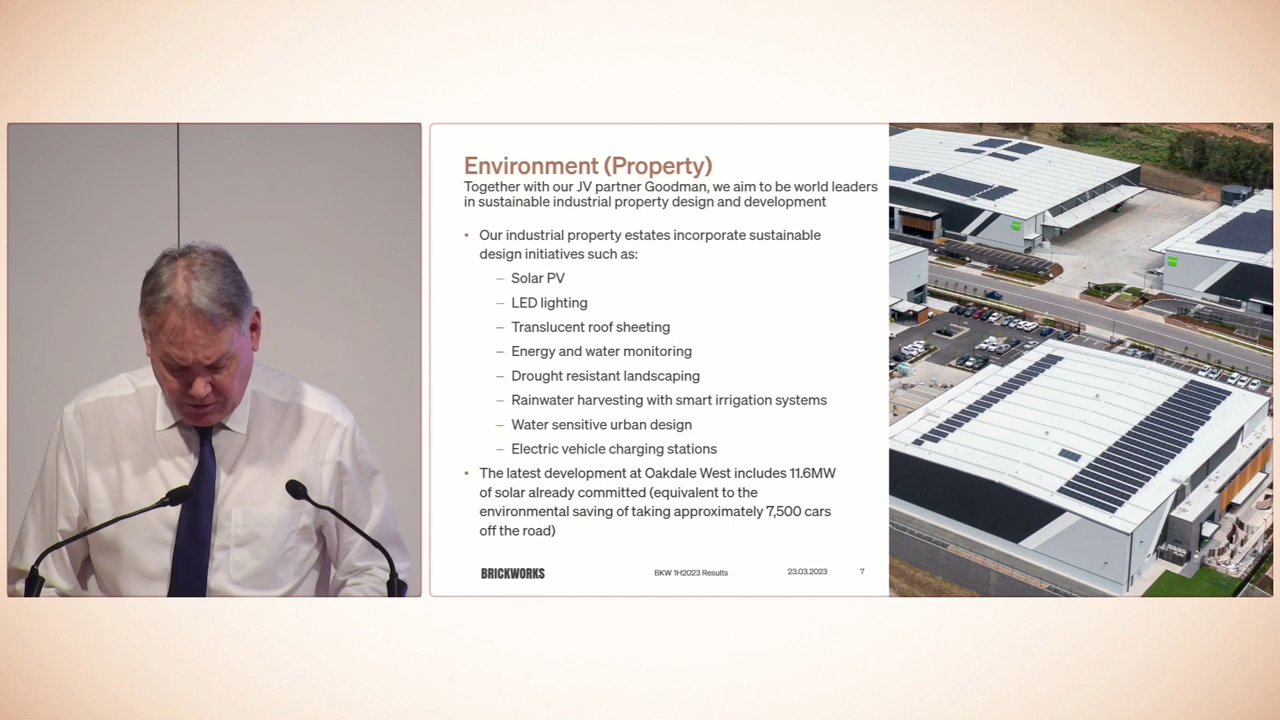 Environment (Property)
Together with our JV partner Goodman, we aim to be world leaders
in sustainable industrial property design and development
• Our industrial property estates incorporate sustainable
design initiatives such as:
– Solar PV
– LED lighting
– Translucent roof sheeting
– Energy and water monitoring
– Drought resistant landscaping
– Rainwater harvesting with smart irrigation systems
– Water sensitive urban design
– Electric vehicle charging stations
• The latest development at Oakdale West includes 11.6MW
of solar already committed (equivalent to the
environmental saving of taking approximately 7,500 cars
off the road)
BRICKWORKS
BKW 1H2023 Results
23.03.2023
7